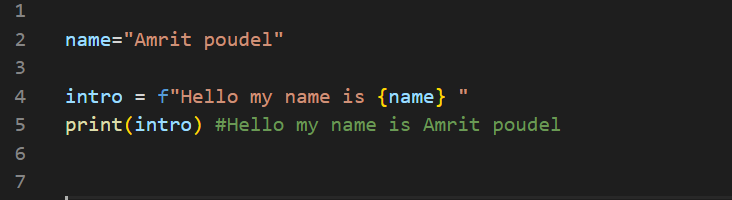 1
2 name="Amrit poudel"
3
4 intro = f"Hello my name is {name} "
5 print(intro) #Hello my name is Amrit poudel
6
7